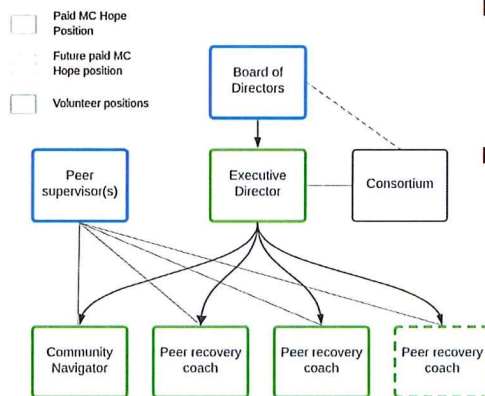 Paid MC Hope
Position
Future paid MC
Hope position
Volunteer positions
Board of
Directors
Peer
supervisor(s)
Executive
Director
Consortium
Community
Navigator
Peer recovery
coach
Peer recovery
coach
Peer recovery
coach